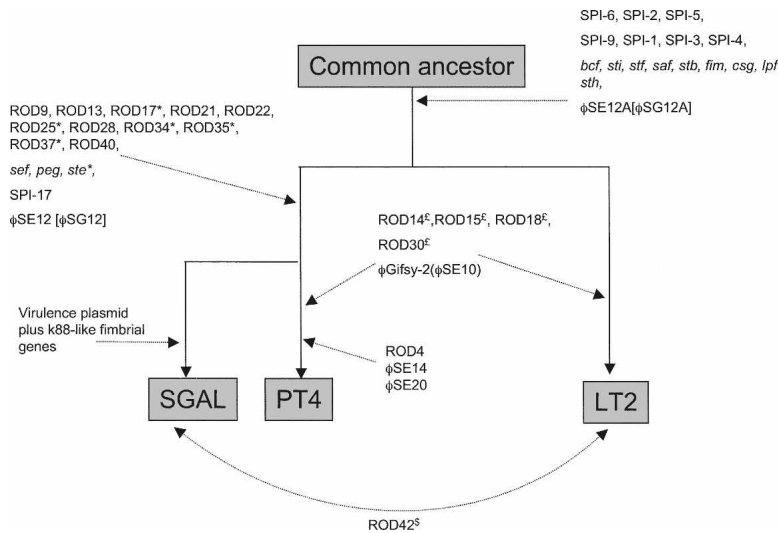 SPI-6, SPI-2, SPI-5,
SPI-9, SPI-1, SPI-3, SPI-4,
bcf, sti, stf, saf, stb, fim, csg, lpf
sth,
ϕSE12A[ϕSG12A]
Common ancestor
ROD9, ROD13, ROD17*, ROD21, ROD22,
ROD25*, ROD28, ROD34*, ROD35*,
ROD37*, ROD40,
sef, peg, ste*,
SPI-17
ϕSE12 [ϕSG12]
ROD14£,ROD15£, ROD18£,
ROD30£
ϕGifsy-2(ϕSE10)
Virulence plasmid
plus k88-like fimbrial
genes
ROD4
ϕSE14
ϕSE20
SGAL
PT4
LT2
ROD42$